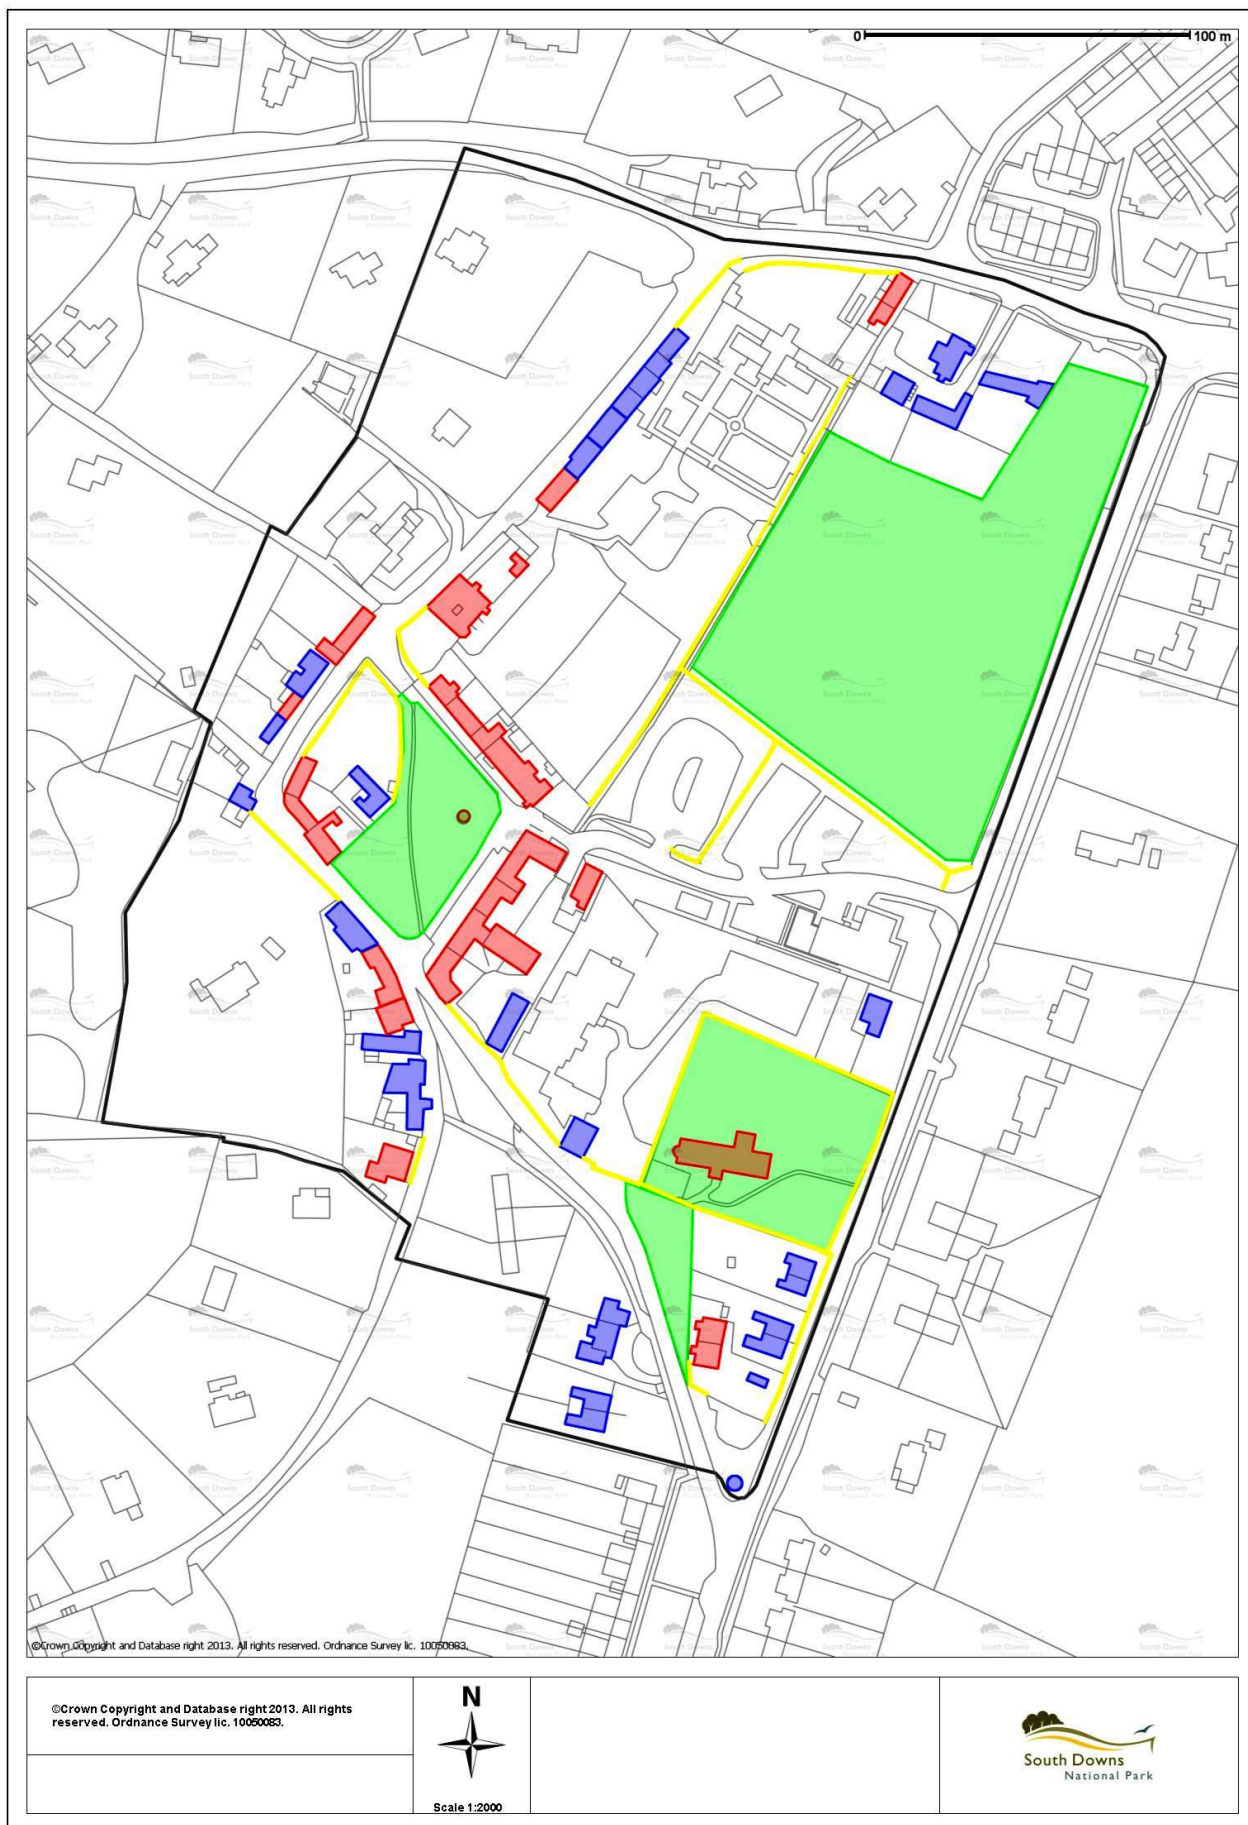 0 100 m
©Crown Copyright and Database right 2013. All rights reserved. Ordnance Survey lic. 10050083.
©Crown Copyright and Database right 2013. All rights
reserved. Ordnance Survey lic. 10050083.
N
Scale 1:2000
South Downs
National Park